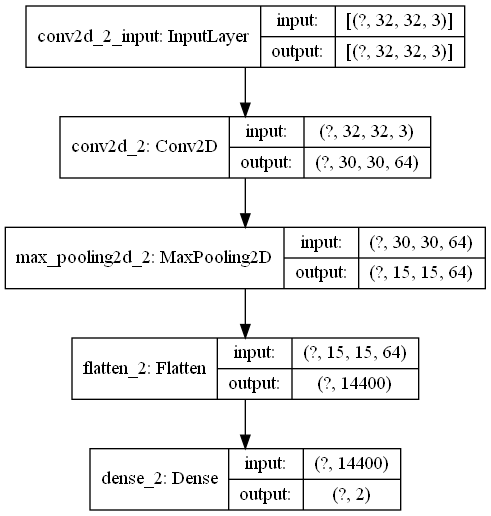 conv2d_2_input: InputLayer
input: [(?, 32, 32, 3)]
output: [(?, 32, 32, 3)]
conv2d_2: Conv2D
input: (?, 32, 32, 3)
output: (?, 30, 30, 64)
max_pooling2d_2: MaxPooling2D
input: (?, 30, 30, 64)
output: (?, 15, 15, 64)
flatten_2: Flatten
input: (?, 15, 15, 64)
output: (?, 14400)
dense_2: Dense
input: (?, 14400)
output: (?, 2)